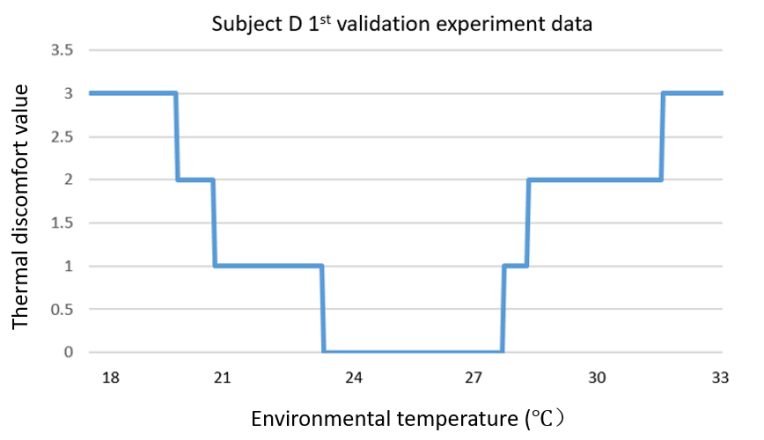 Subject D 1st validation experiment data
3.5
3
2.5
2
1.5
1
0.5
0
Thermal discomfort value
18 21 24 27 30 33
Environmental temperature (℃)